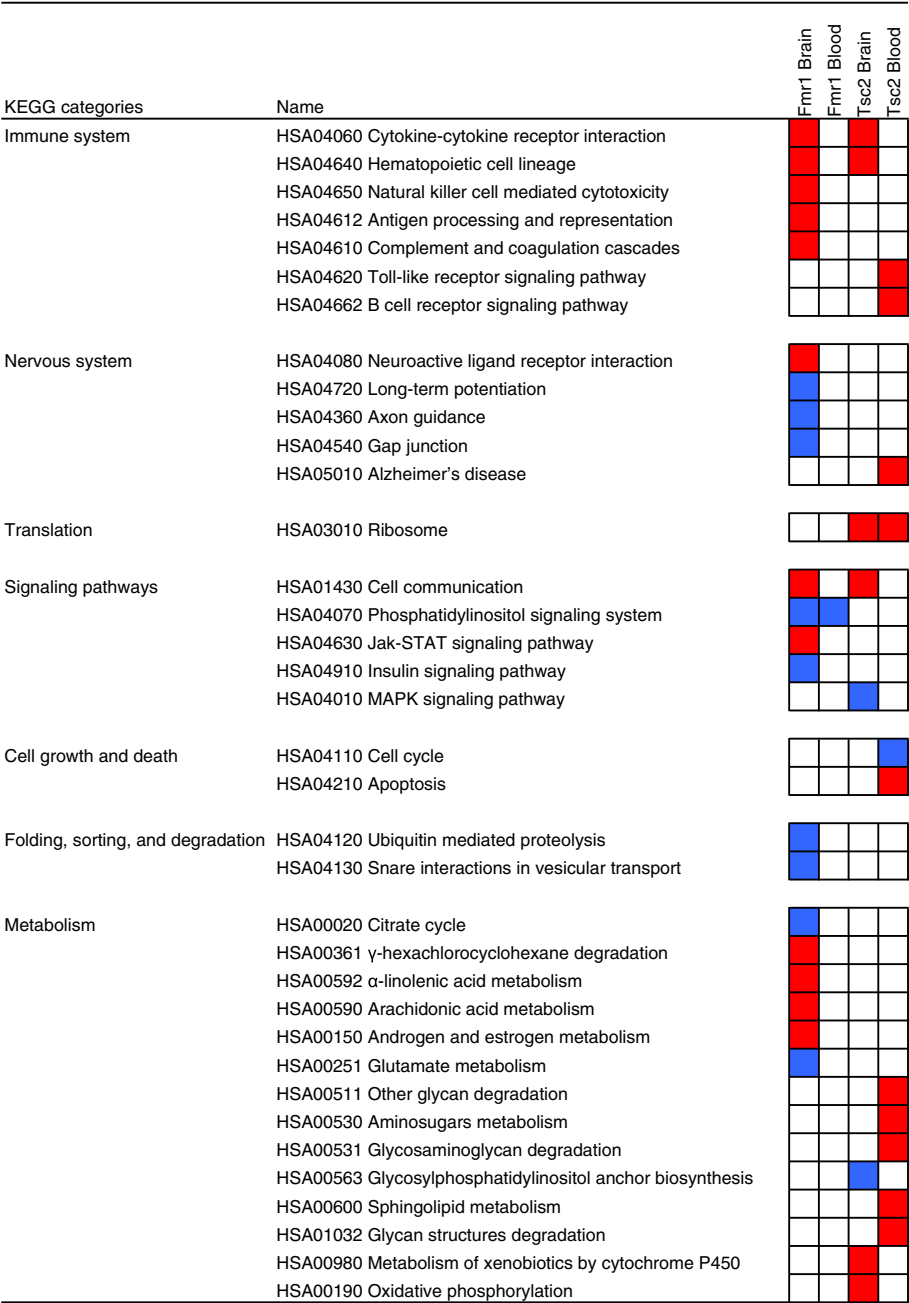 Fmr1 Brain
Fmr1 Blood
Tsc2 Brain
Tsc2 Blood
KEGG categories Name
Immune system HSA04060 Cytokine-cytokine receptor interaction
HSA04640 Hematopoietic cell lineage
HSA04650 Natural killer cell mediated cytotoxicity
HSA04612 Antigen processing and representation
HSA04610 Complement and coagulation cascades
HSA04620 Toll-like receptor signaling pathway
HSA04662 B cell receptor signaling pathway
Nervous system HSA04080 Neuroactive ligand receptor interaction
HSA04720 Long-term potentiation
HSA04360 Axon guidance
HSA04540 Gap junction
HSA05010 Alzheimer's disease
Translation HSA03010 Ribosome
Signaling pathways HSA01430 Cell communication
HSA04070 Phosphatidylinositol signaling system
HSA04630 Jak-STAT signaling pathway
HSA04910 Insulin signaling pathway
HSA04010 MAPK signaling pathway
Cell growth and death HSA04110 Cell cycle
HSA04210 Apoptosis
Folding, sorting, and degradation HSA04120 Ubiquitin mediated proteolysis
HSA04130 Snare interactions in vesicular transport
Metabolism HSA00020 Citrate cycle
HSA00361 γ-hexachlorocyclohexane degradation
HSA00592 α-linolenic acid metabolism
HSA00590 Arachidonic acid metabolism
HSA00150 Androgen and estrogen metabolism
HSA00251 Glutamate metabolism
HSA00511 Other glycan degradation
HSA00530 Aminosugars metabolism
HSA00531 Glycosaminoglycan degradation
HSA00563 Glycosylphosphatidylinositol anchor biosynthesis
HSA00600 Sphingolipid metabolism
HSA01032 Glycan structures degradation
HSA00980 Metabolism of xenobiotics by cytochrome P450
HSA00190 Oxidative phosphorylation